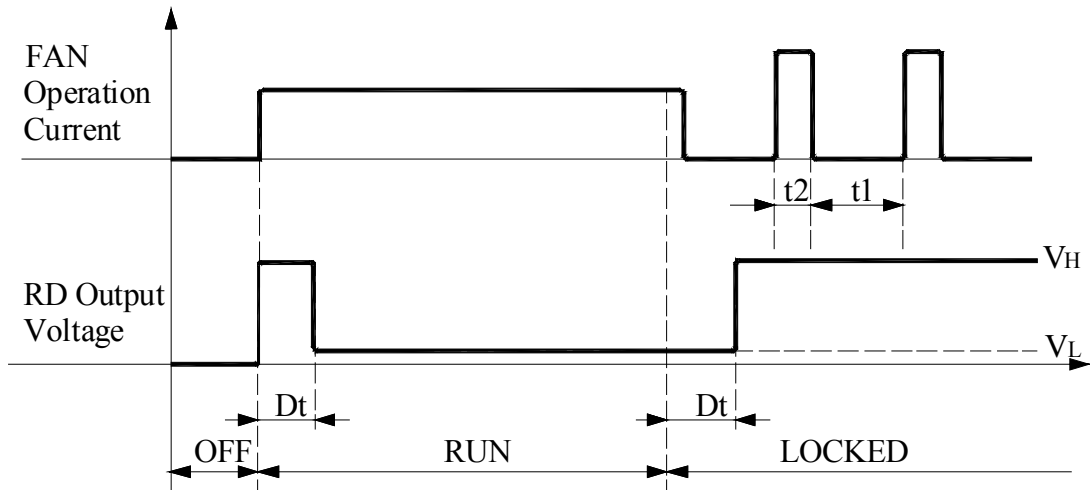 FAN
Operation
Current
t2 t1
VH
RD Output
Voltage
VL
Dt Dt
OFF RUN LOCKED